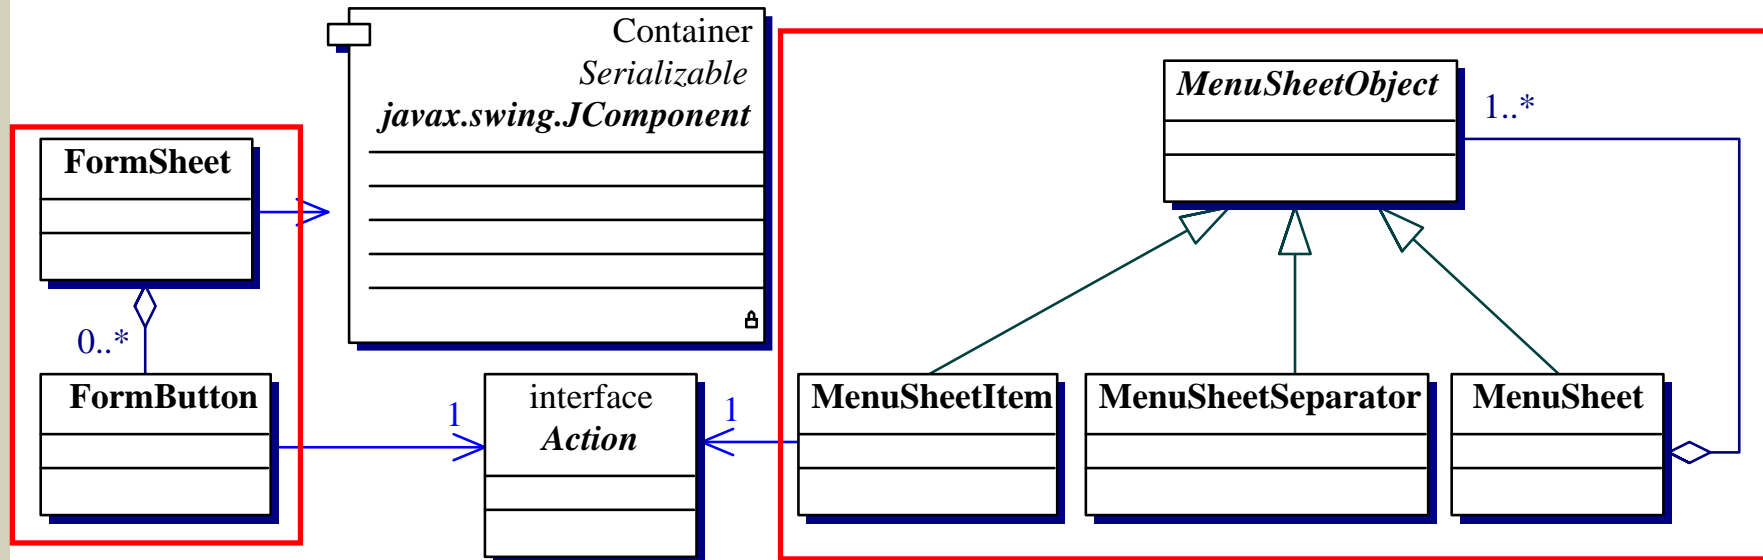 Container
Serializable
javax.swing.JComponent
MenuSheetObject
1..*
FormSheet
0..*
FormButton
1
interface
Action
1
MenuSheetItem
MenuSheetSeparator
MenuSheet